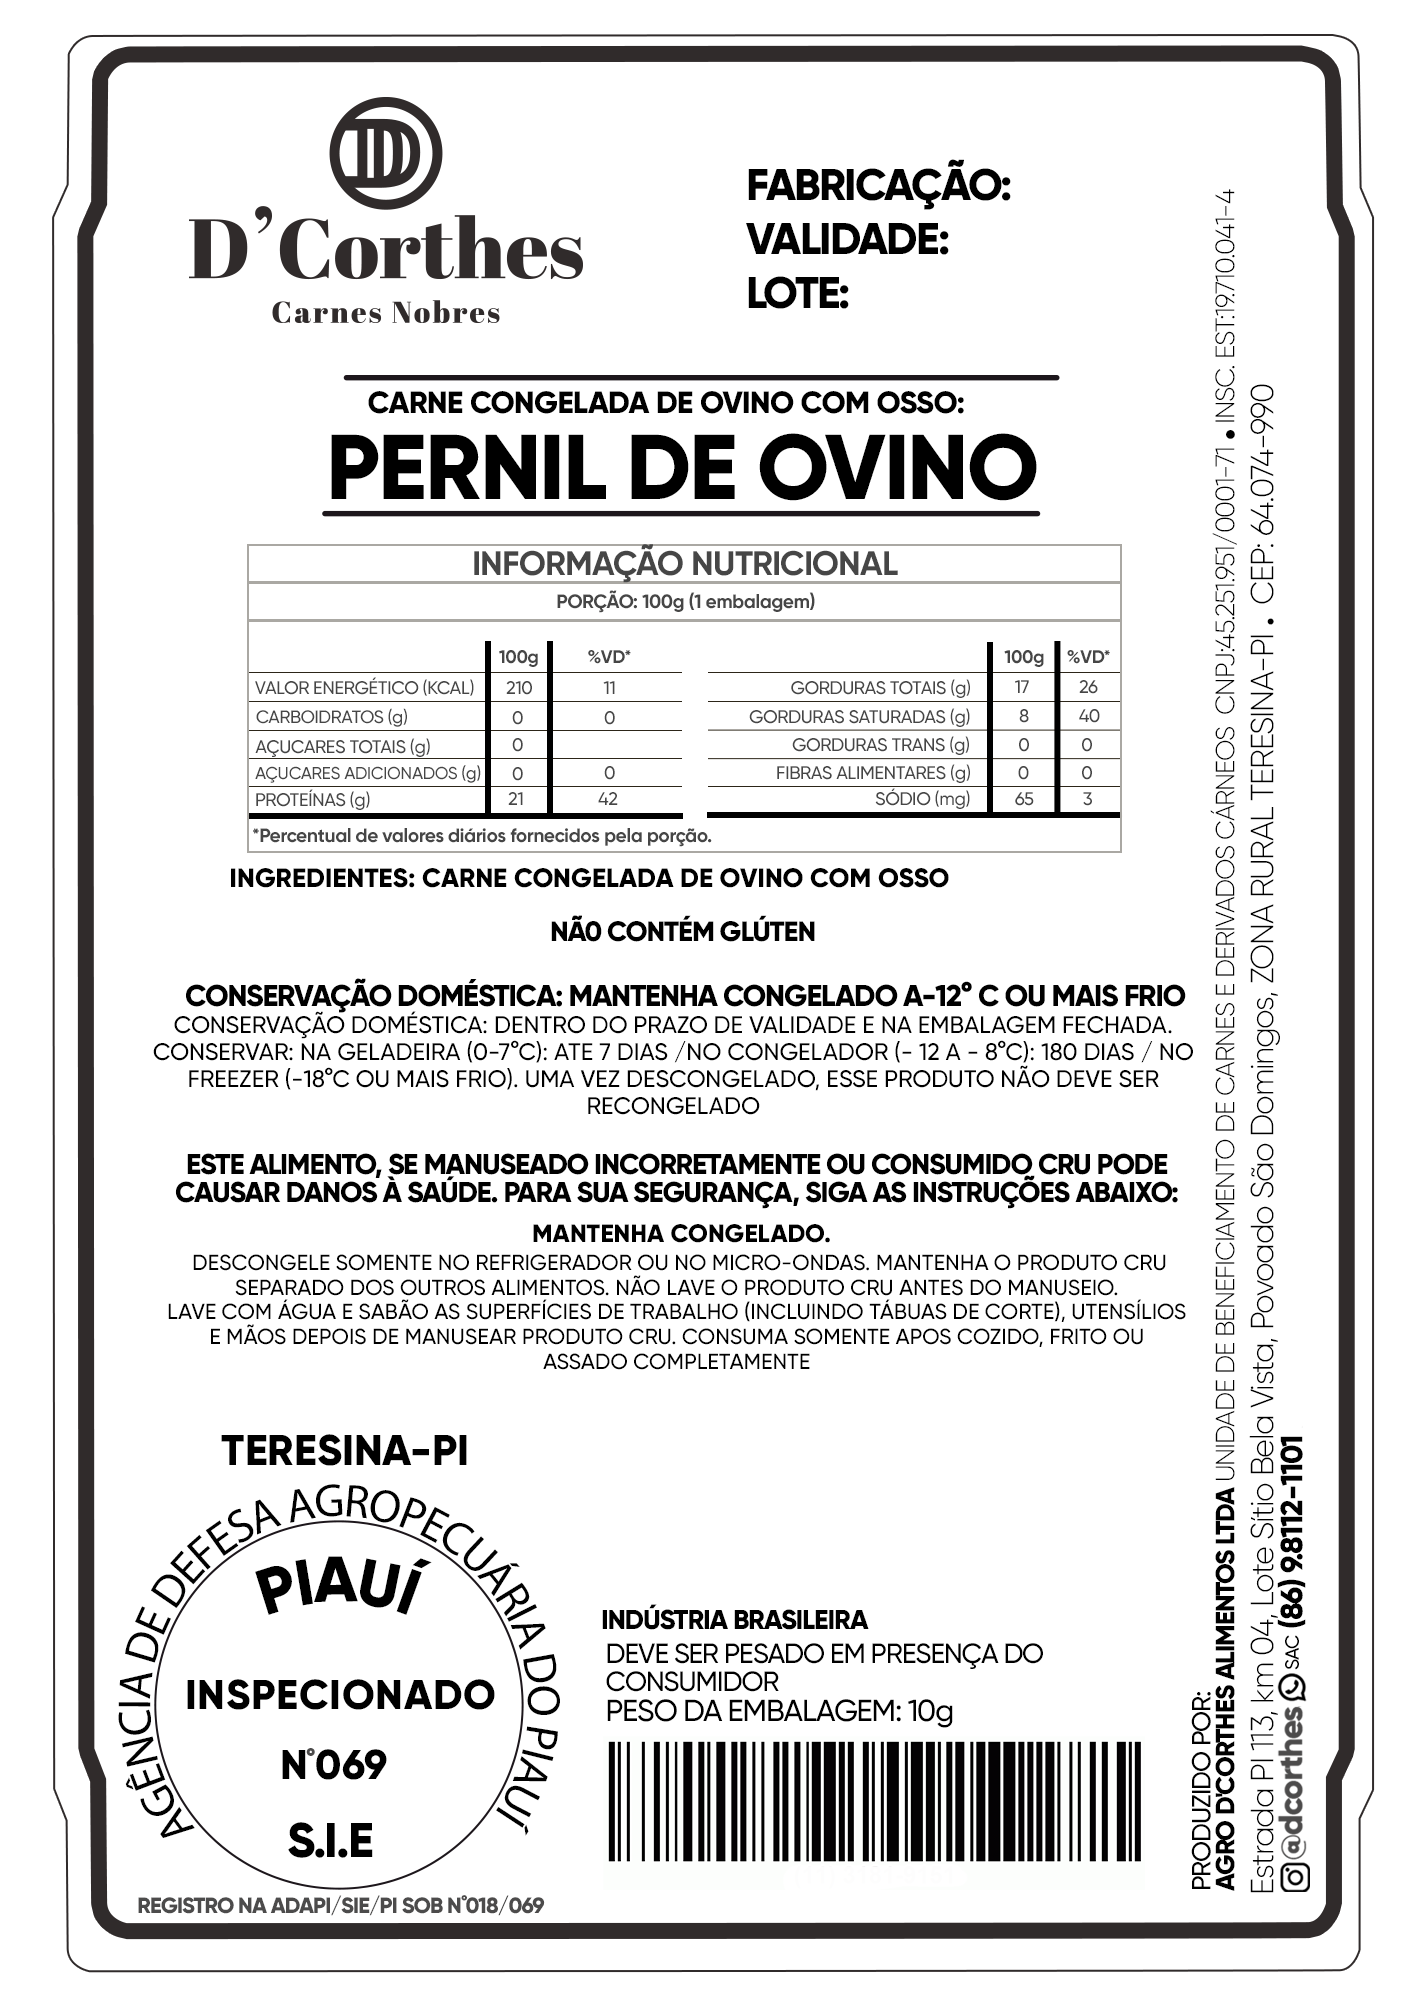 D'Corthes
Carnes Nobres
FABRICAÇÃO:
VALIDADE:
LOTE:
CARNE CONGELADA DE OVINO COM OSSO:
PERNIL DE OVINO
INFORMAÇÃO NUTRICIONAL
PORÇÃO: 100g (1 embalagem)
100g %VD*
VALOR ENERGÉTICO (KCAL) 210 11
CARBOIDRATOS (g) 0 0
AÇUCARES TOTAIS (g) 0
AÇUCARES ADICIONADOS (g) 0 0
PROTEÍNAS (g) 21 42
100g %VD*
GORDURAS TOTAIS (g) 17 26
GORDURAS SATURADAS (g) 8 40
GORDURAS TRANS (g) 0 0
FIBRAS ALIMENTARES (g) 0 0
SÓDIO (mg) 65 3
*Percentual de valores diários fornecidos pela porção.
INGREDIENTES: CARNE CONGELADA DE OVINO COM OSSO
NÃ0 CONTÉM GLÚTEN
CONSERVAÇÃO DOMÉSTICA: MANTENHA CONGELADO A-12° C OU MAIS FRIO
CONSERVAÇÃO DOMÉSTICA: DENTRO DO PRAZO DE VALIDADE E NA EMBALAGEM FECHADA.
CONSERVAR: NA GELADEIRA (0-7°C): ATE 7 DIAS /NO CONGELADOR (- 12 A - 8°C): 180 DIAS / NO
FREEZER (-18°C OU MAIS FRIO). UMA VEZ DESCONGELADO, ESSE PRODUTO NÃO DEVE SER
RECONGELADO
ESTE ALIMENTO, SE MANUSEADO INCORRETAMENTE OU CONSUMIDO CRU PODE
CAUSAR DANOS À SAÚDE. PARA SUA SEGURANÇA, SIGA AS INSTRUÇÕES ABAIXO:
MANTENHA CONGELADO.
DESCONGELE SOMENTE NO REFRIGERADOR OU NO MICRO-ONDAS. MANTENHA O PRODUTO CRU
SEPARADO DOS OUTROS ALIMENTOS. NÃO LAVE O PRODUTO CRU ANTES DO MANUSEIO.
LAVE COM ÁGUA E SABÃO AS SUPERFÍCIES DE TRABALHO (INCLUINDO TÁBUAS DE CORTE), UTENSÍLIOS
E MÃOS DEPOIS DE MANUSEAR PRODUTO CRU. CONSUMA SOMENTE APOS COZIDO, FRITO OU
ASSADO COMPLETAMENTE
TERESINA-PI
AGÊNCIA DE DEFESA AGROPECUÁRIA DO PIAUÍ
PIAUÍ
INSPECIONADO
N°069
S.I.E
REGISTRO NA ADAPI/SIE/PI SOB N°018/069
INDÚSTRIA BRASILEIRA
DEVE SER PESADO EM PRESENÇA DO
CONSUMIDOR
PESO DA EMBALAGEM: 10g
PRODUZIDO POR:
AGRO D'CORTHES ALIMENTOS LTDA UNIDADE DE BENEFICIAMENTO DE CARNES E DERIVADOS CÁRNEOS CNPJ:45.251.951/0001-71 • INSC. EST:19.710.041-4
Estrada PI 113, km 04, Lote Sítio Bela Vista, Povoado São Domingos, ZONA RURAL TERESINA-PI • CEP: 64.074-990
@dcorthes SAC (86) 9.8112-1101